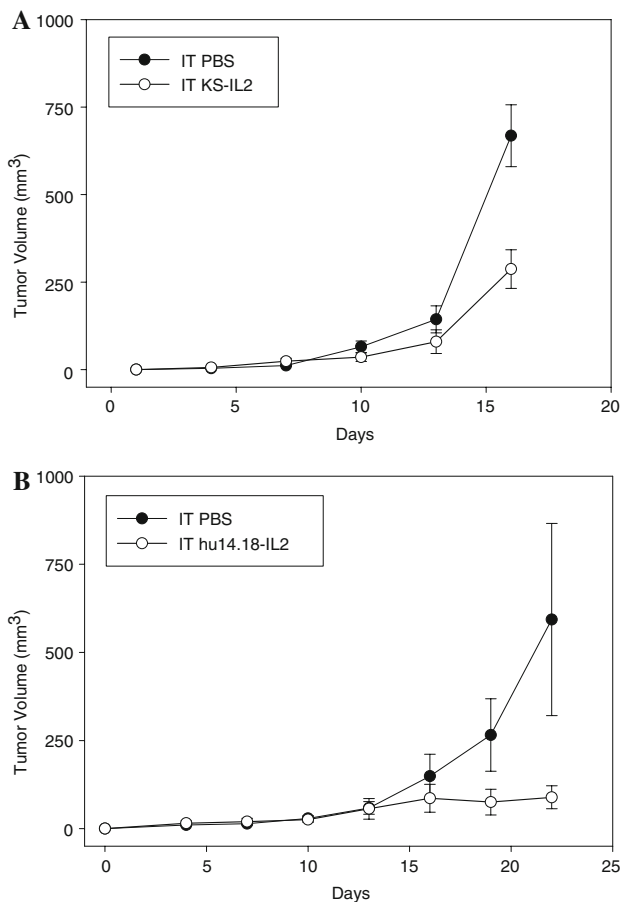 A
1000
750
500
250
0
Tumor Volume (mm³)
IT PBS
IT KS-IL2
0 5 10 15 20
Days
B
1000
750
500
250
0
Tumor Volume (mm³)
IT PBS
IT hu14.18-IL2
0 5 10 15 20 25
Days